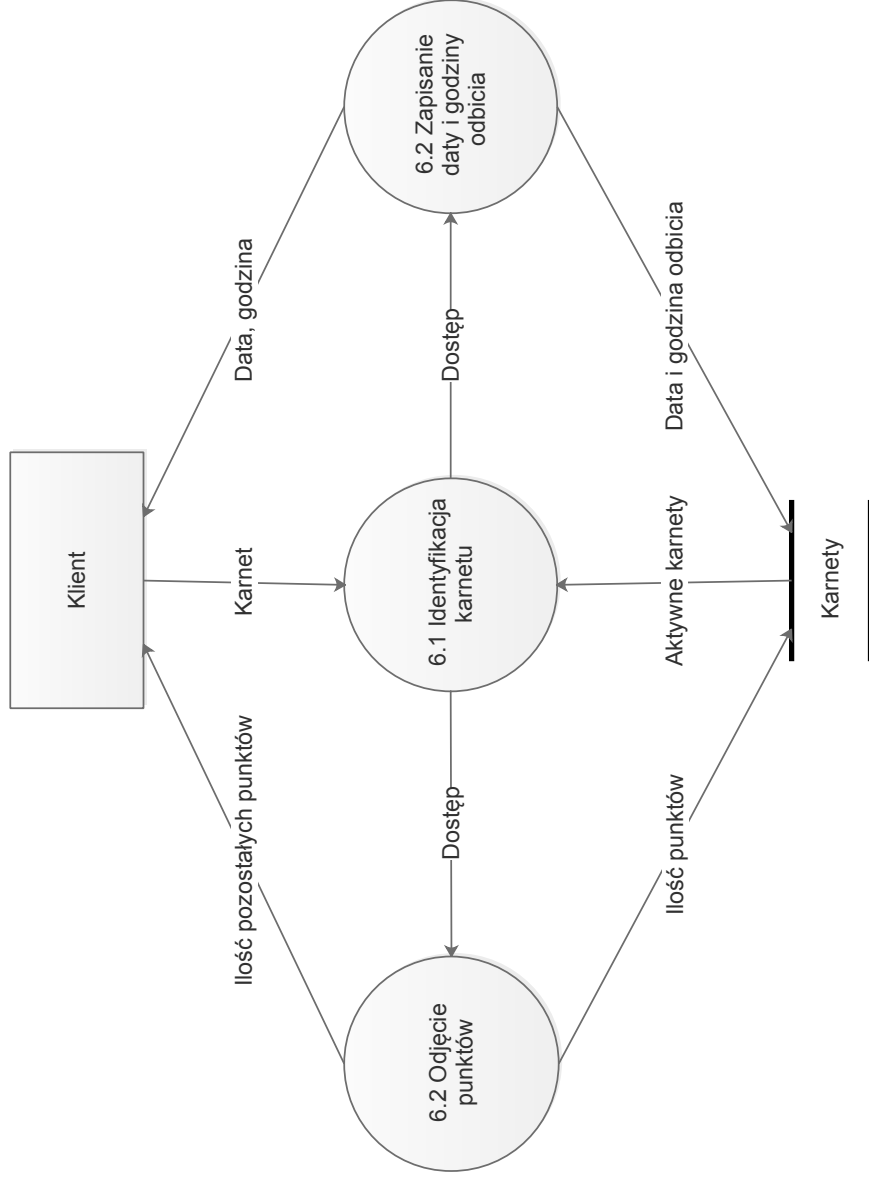 Klient
Ilość pozostałych punktów
Karnet
Data, godzina
6.2 Odjęcie
punktów
Dostęp
6.1 Identyfikacja
karnetu
Dostęp
6.2 Zapisanie
daty i godziny
odbicia
Ilość punktów
Aktywne karnety
Data i godzina odbicia
Karnety